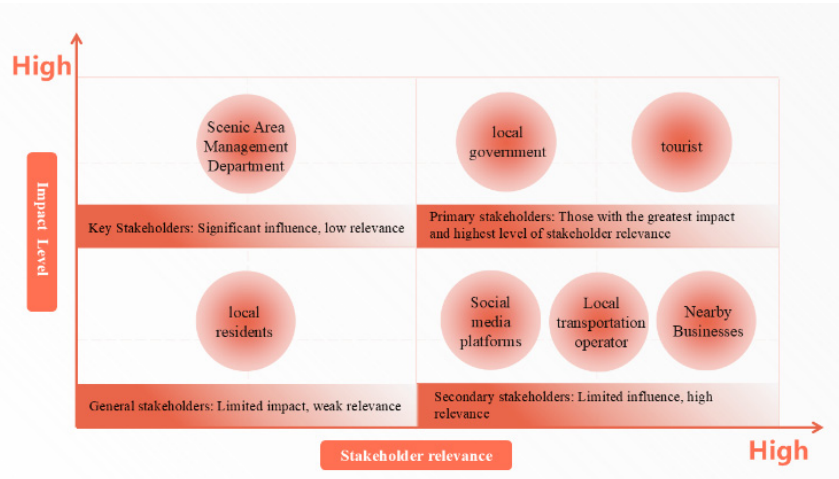 High
Impact Level
Scenic Area
Management
Department
local
government
tourist
Key Stakeholders: Significant influence, low relevance
Primary stakeholders: Those with the greatest impact
and highest level of stakeholder relevance
local
residents
Social
media
platforms
Local
transportation
operator
Nearby
Businesses
General stakeholders: Limited impact, weak relevance
Secondary stakeholders: Limited influence, high
relevance
High
Stakeholder relevance